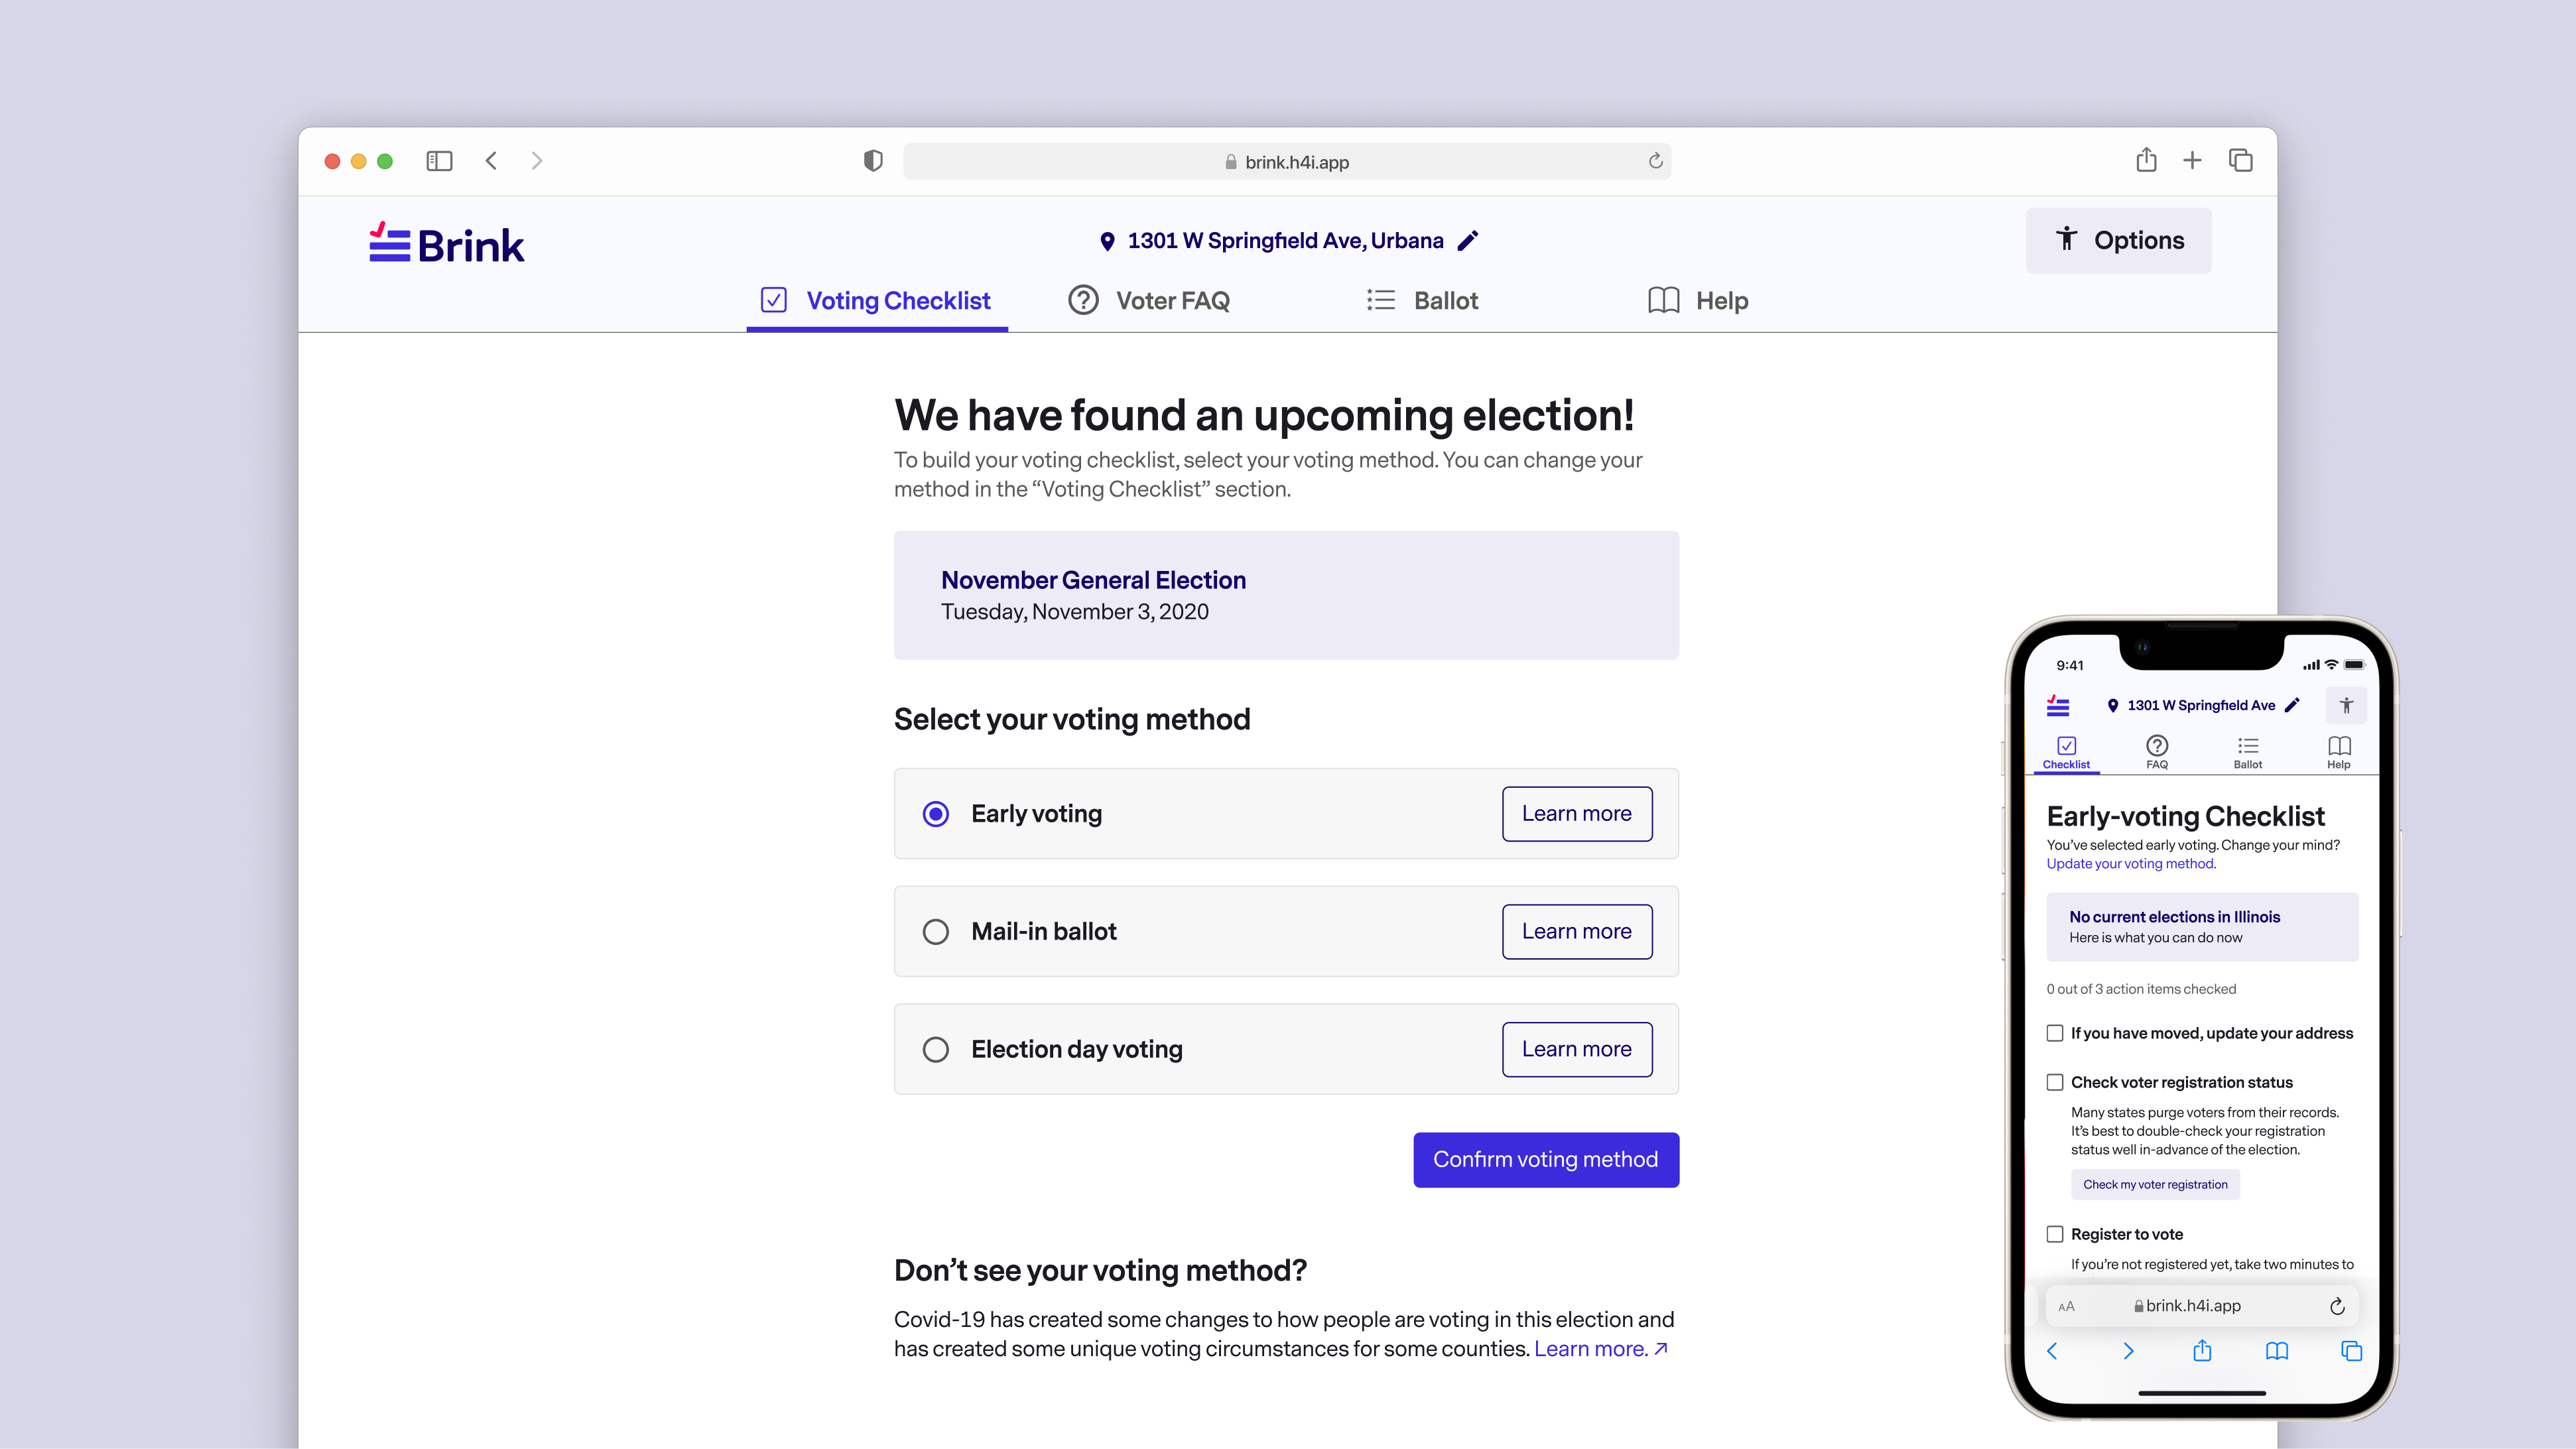 brink.h4i.app
Brink
1301 W Springfield Ave, Urbana
Options
Voting Checklist
Voter FAQ
Ballot
Help
We have found an upcoming election!
To build your voting checklist, select your voting method. You can change your
method in the “Voting Checklist” section.
November General Election
Tuesday, November 3, 2020
Select your voting method
Early voting
Learn more
Mail-in ballot
Learn more
Election day voting
Learn more
Confirm voting method
Don’t see your voting method?
Covid-19 has created some changes to how people are voting in this election and
has created some unique voting circumstances for some counties. Learn more.
9:41
1301 W Springfield Ave
Checklist
FAQ
Ballot
Help
Early-voting Checklist
You’ve selected early voting. Change your mind?
Update your voting method.
No current elections in Illinois
Here is what you can do now
0 out of 3 action items checked
If you have moved, update your address
Check voter registration status
Many states purge voters from their records.
It’s best to double-check your registration
status well in-advance of the election.
Check my voter registration
Register to vote
If you’re not registered yet, take two minutes to
AA
brink.h4i.app